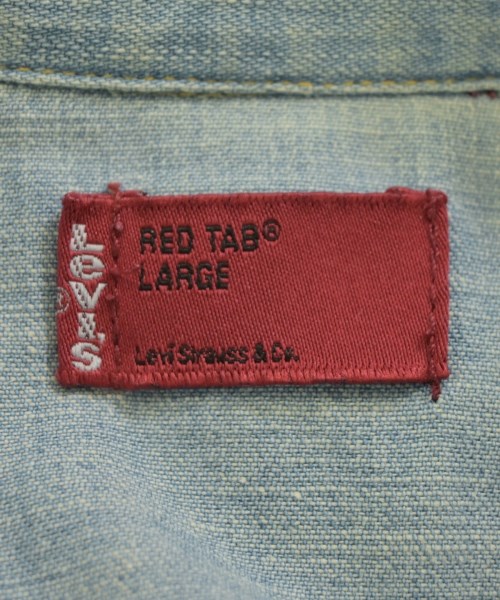 LEVI'S
®
RED TAB®
LARGE
Levi Strauss & Co.